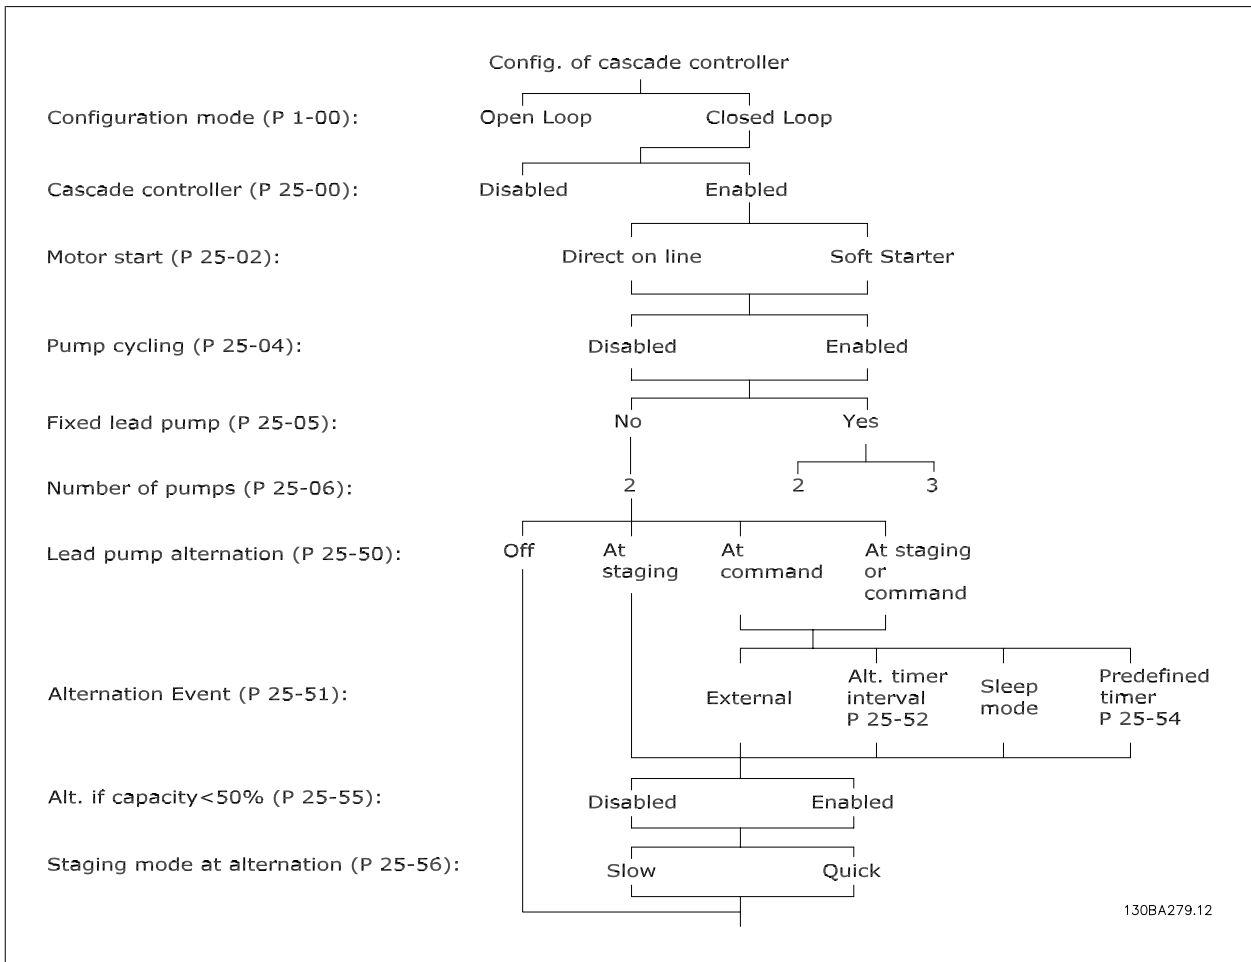 Config. of cascade controller
Configuration mode (P 1-00): Open Loop Closed Loop
Cascade controller (P 25-00): Disabled Enabled
Motor start (P 25-02): Direct on line Soft Starter
Pump cycling (P 25-04): Disabled Enabled
Fixed lead pump (P 25-05): No Yes
Number of pumps (P 25-06): 2 2 3
Lead pump alternation (P 25-50): Off
At
staging
At
command
At staging
or
command
Alternation Event (P 25-51): External
Alt. timer
interval
P 25-52
Sleep
mode
Predefined
timer
P 25-54
Alt. if capacity<50% (P 25-55): Disabled Enabled
Staging mode at alternation (P 25-56): Slow Quick
130BA279.12